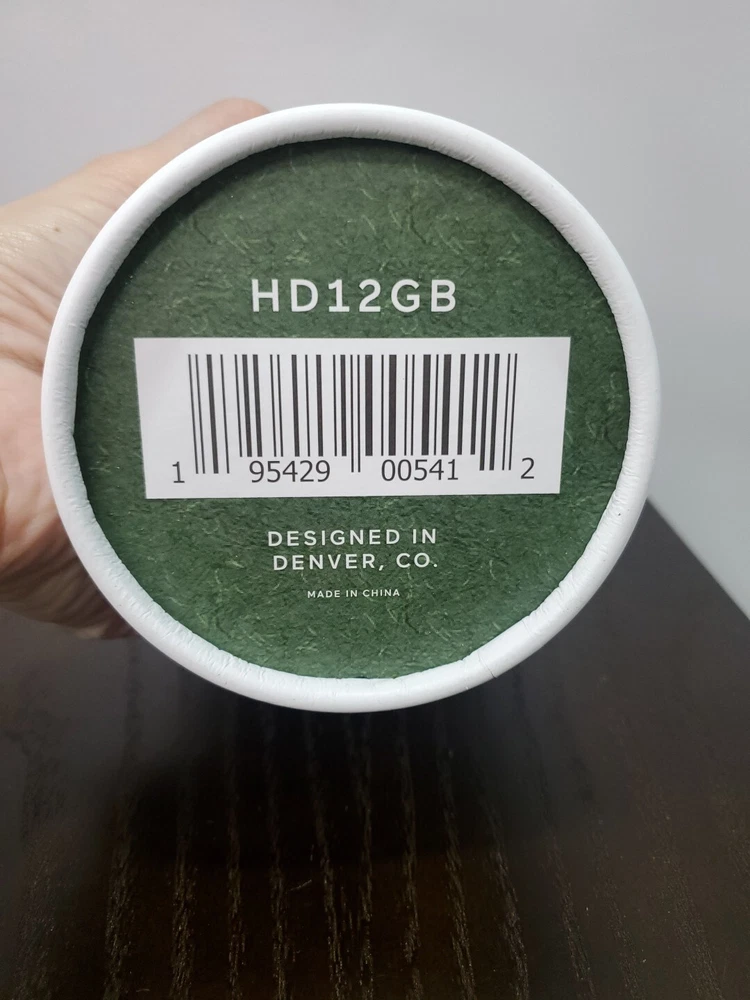 HD12GB
1 95429 00541 2
DESIGNED IN
DENVER, CO.
MADE IN CHINA